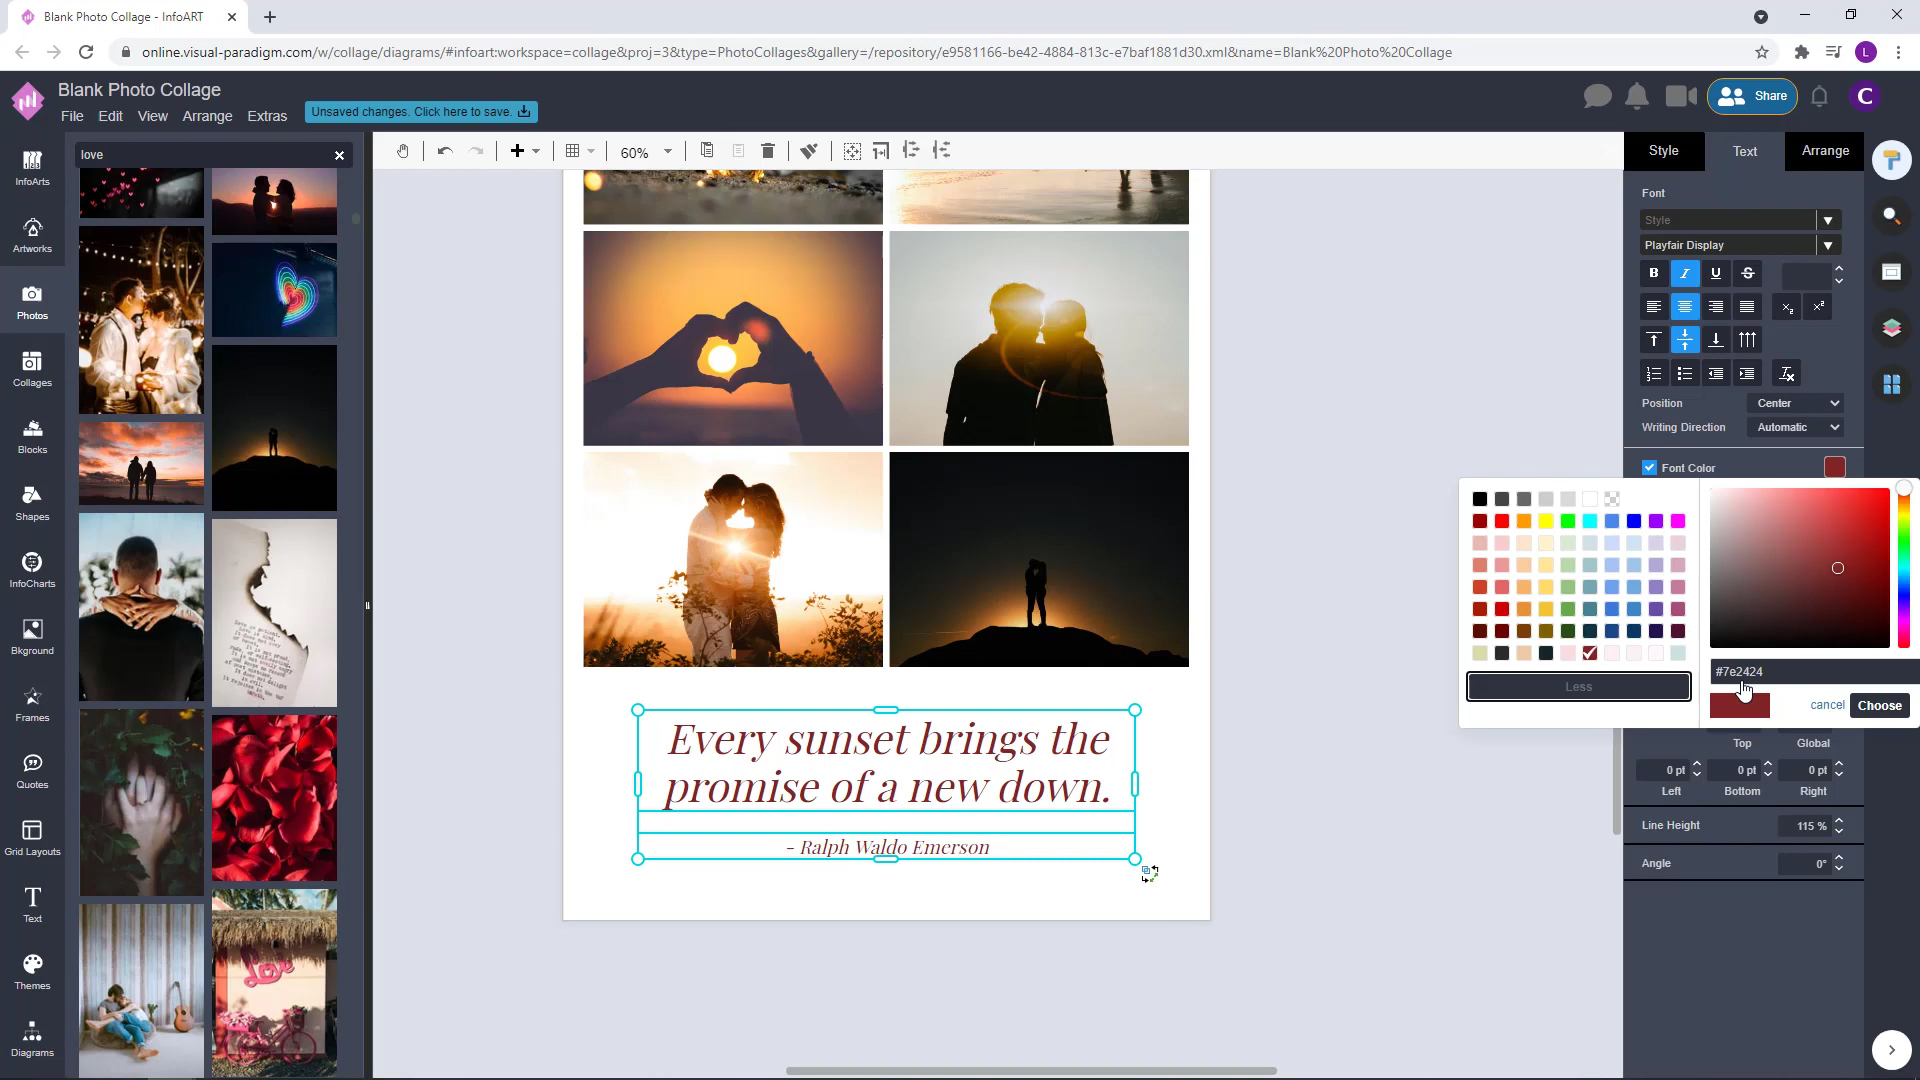 Blank Photo Collage - InfoART
online.visual-paradigm.com/w/collage/diagrams/#infoart:workspace=collage&proj=3&type=PhotoCollages&gallery=/repository/e9581166-be42-4884-813c-e7baf1881d30.xml&name=Blank%20Photo%20Collage
L
Blank Photo Collage
File
Edit
View
Arrange
Extras
Unsaved changes. Click here to save.
Share
C
InfoArts
Artworks
Photos
Collages
Blocks
Shapes
InfoCharts
Bkground
Frames
Quotes
Grid Layouts
Text
Themes
Diagrams
love
Love
60%
Every sunset brings the
promise of a new down.
- Ralph Waldo Emerson
Style
Text
Arrange
Font
Style
Playfair Display
Position
Center
Writing Direction
Automatic
Font Color
Less
#7e2424
cancel
Choose
Top
Global
0 pt
0 pt
0 pt
Left
Bottom
Right
Line Height
115 %
Angle
0°